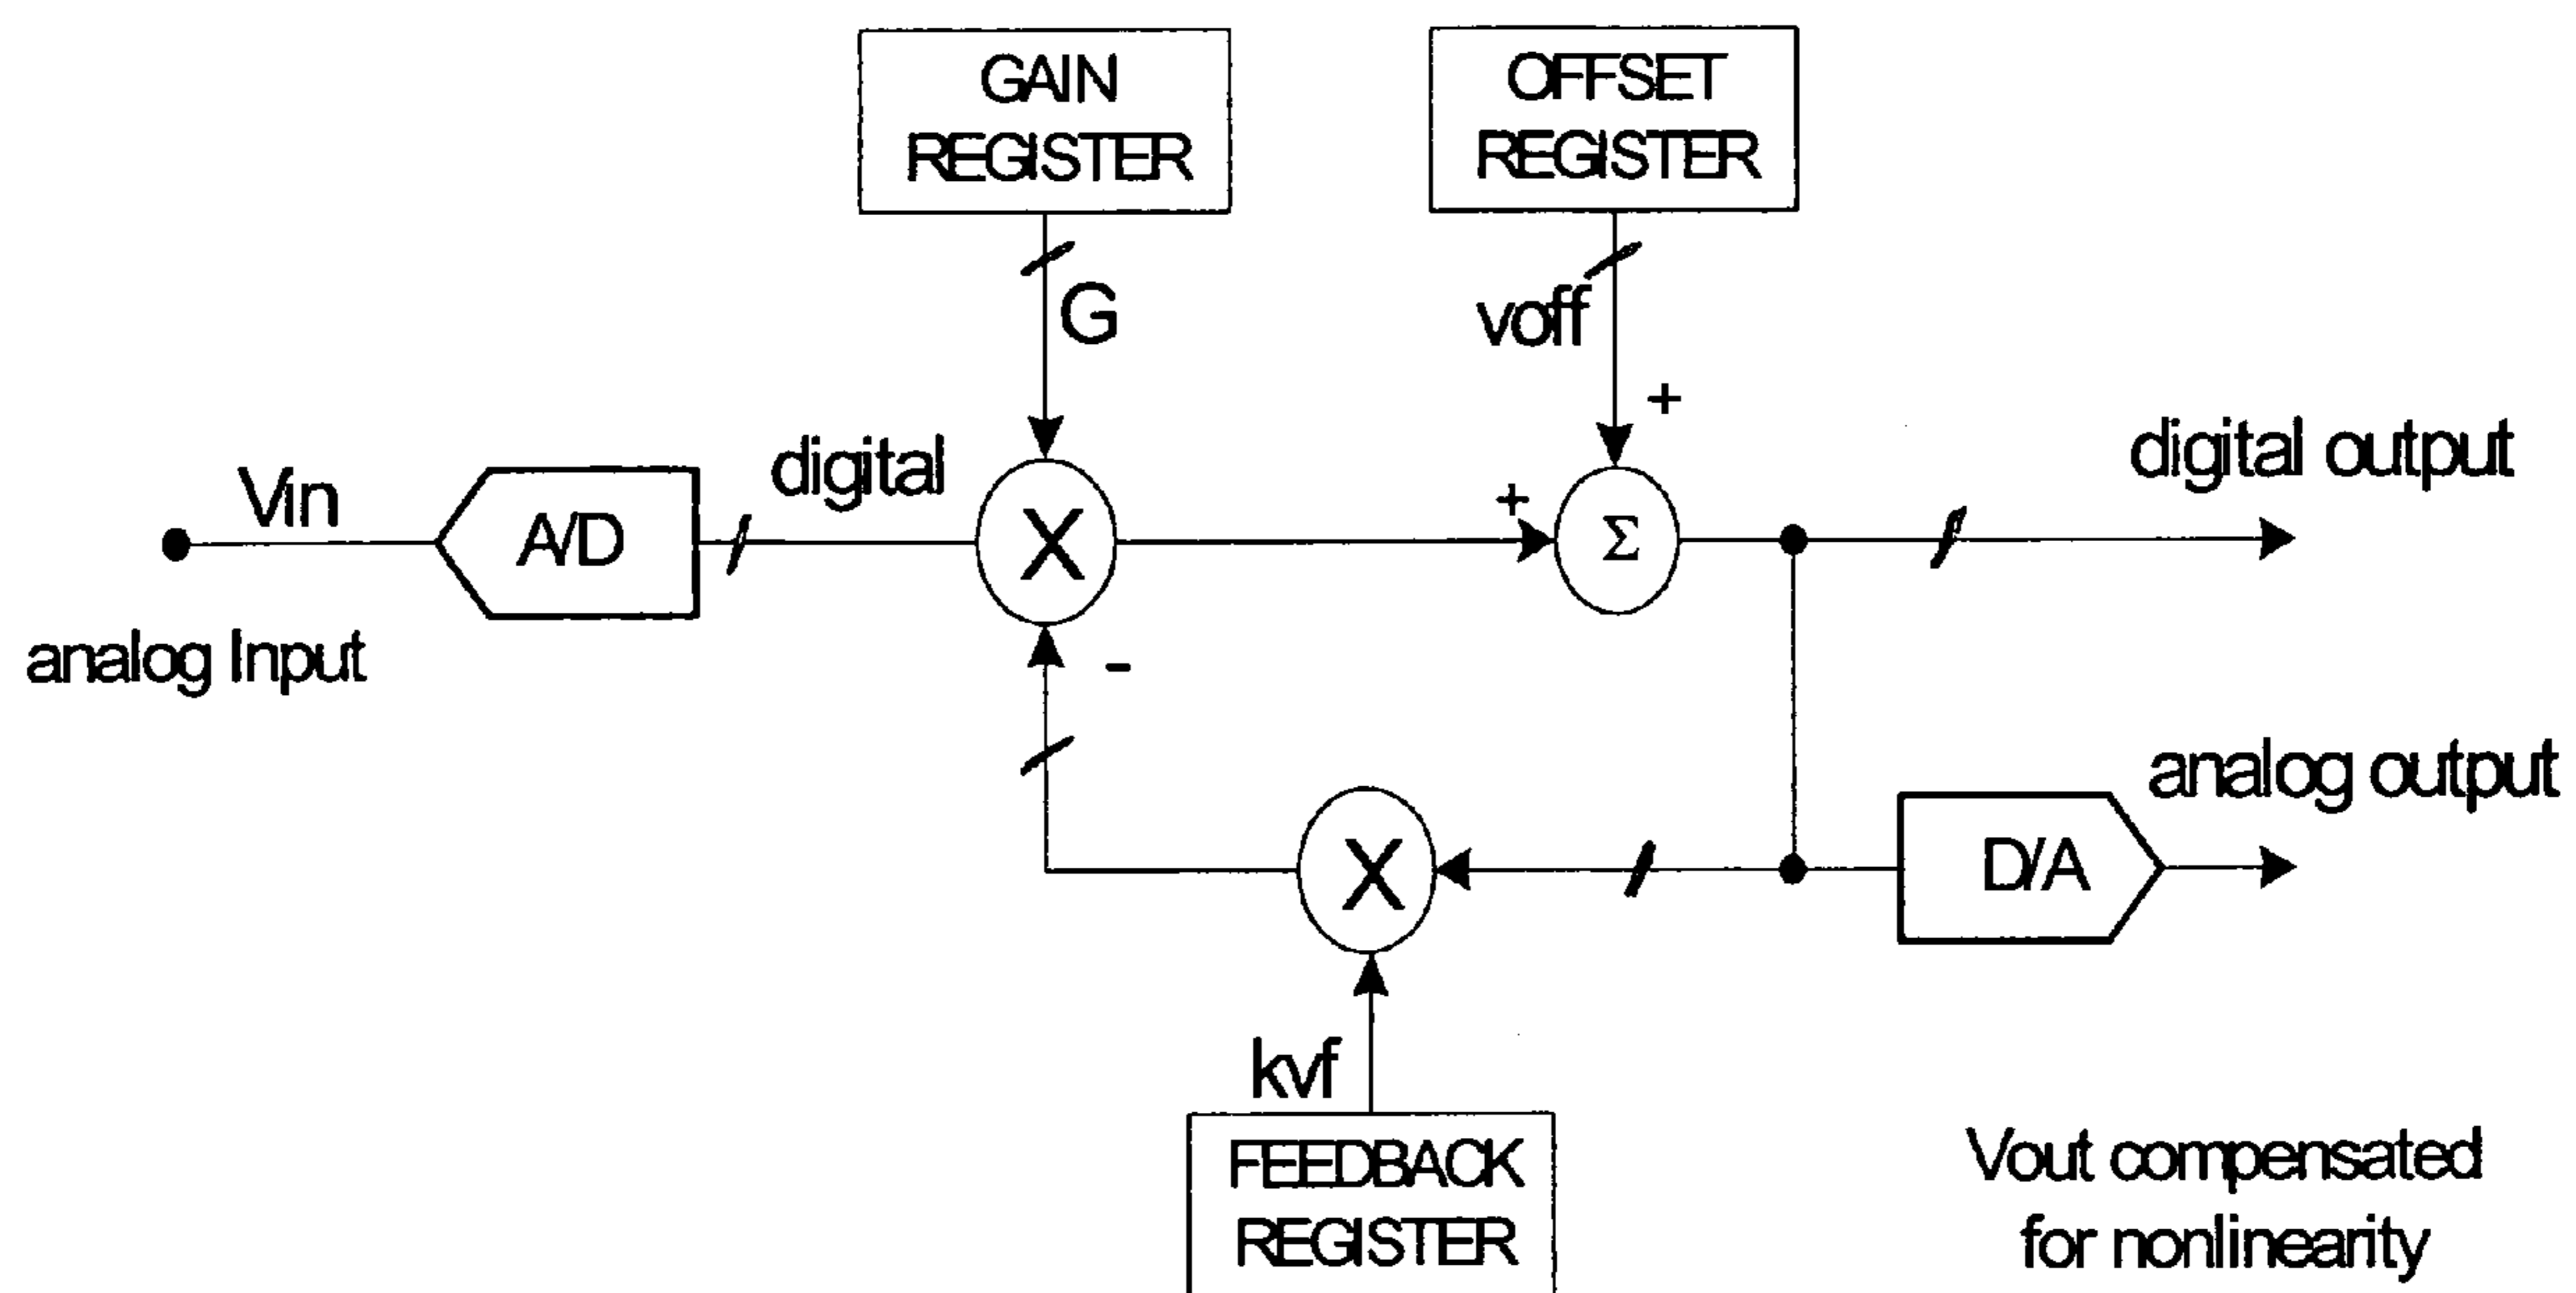 GAIN
REGISTER
OFFSET
REGISTER
G
voff
+
Vin
A/D
digital
X
+
Σ
digital output
analog Input
-
analog output
X
D/A
kvf
FEEDBACK
REGISTER
Vout compensated
for nonlinearity